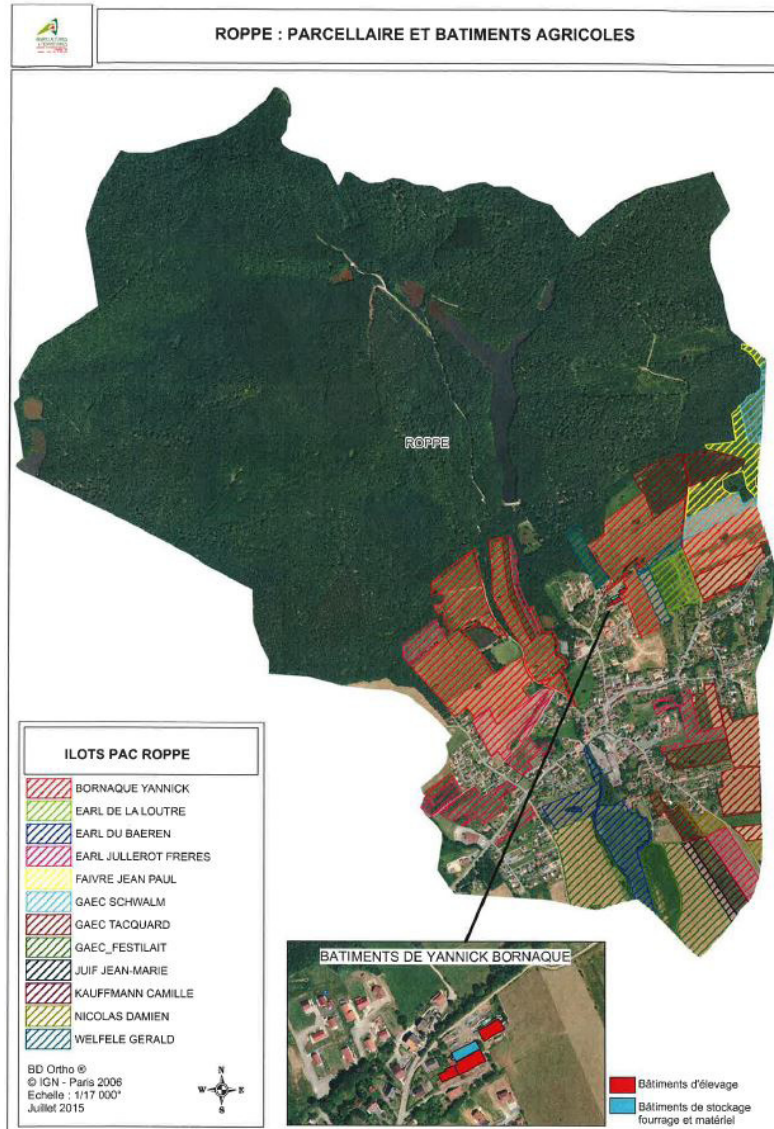 ROPPE : PARCELLAIRE ET BATIMENTS AGRICOLES
ROPPE
ILOTS PAC ROPPE
BORNAQUE YANNICK
EARL DE LA LOUTRE
EARL DU BAEREN
EARL JULLEROT FRERES
FAIVRE JEAN PAUL
GAEC SCHWALM
GAEC TACQUARD
GAEC_FESTILAIT
JUIF JEAN-MARIE
KAUFFMANN CAMILLE
NICOLAS DAMIEN
WELFELE GERALD
BD Ortho ®
© IGN - Paris 2006
Echelle : 1/17 000°
Juillet 2015
N
W E
S
BATIMENTS DE YANNICK BORNAQUE
Bâtiments d'élevage
Bâtiments de stockage
fourrage et matériel